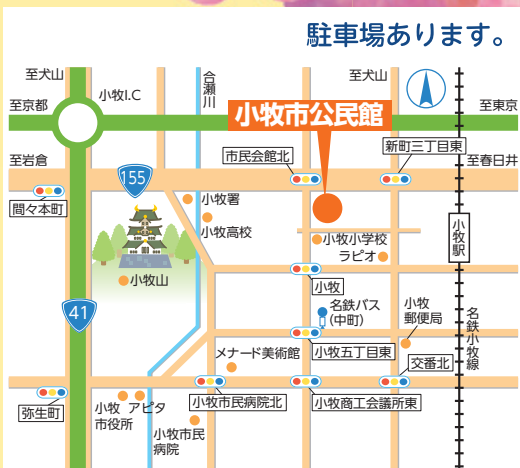 駐車場あります。
至犬山
小牧I.C
合瀬川
至犬山
至京都
至東京
小牧市公民館
市民会館北
新町三丁目東
至岩倉
至春日井
155
間々本町
小牧署
小牧高校
小牧駅
小牧小学校
ラピオ
小牧山
小牧
41
名鉄バス
(中町)
小牧
郵便局
名鉄小牧線
小牧五丁目東
メナード美術館
交番北
弥生町
小牧
市役所
アピタ
小牧市民病院北
小牧商工会議所東
小牧市民
病院